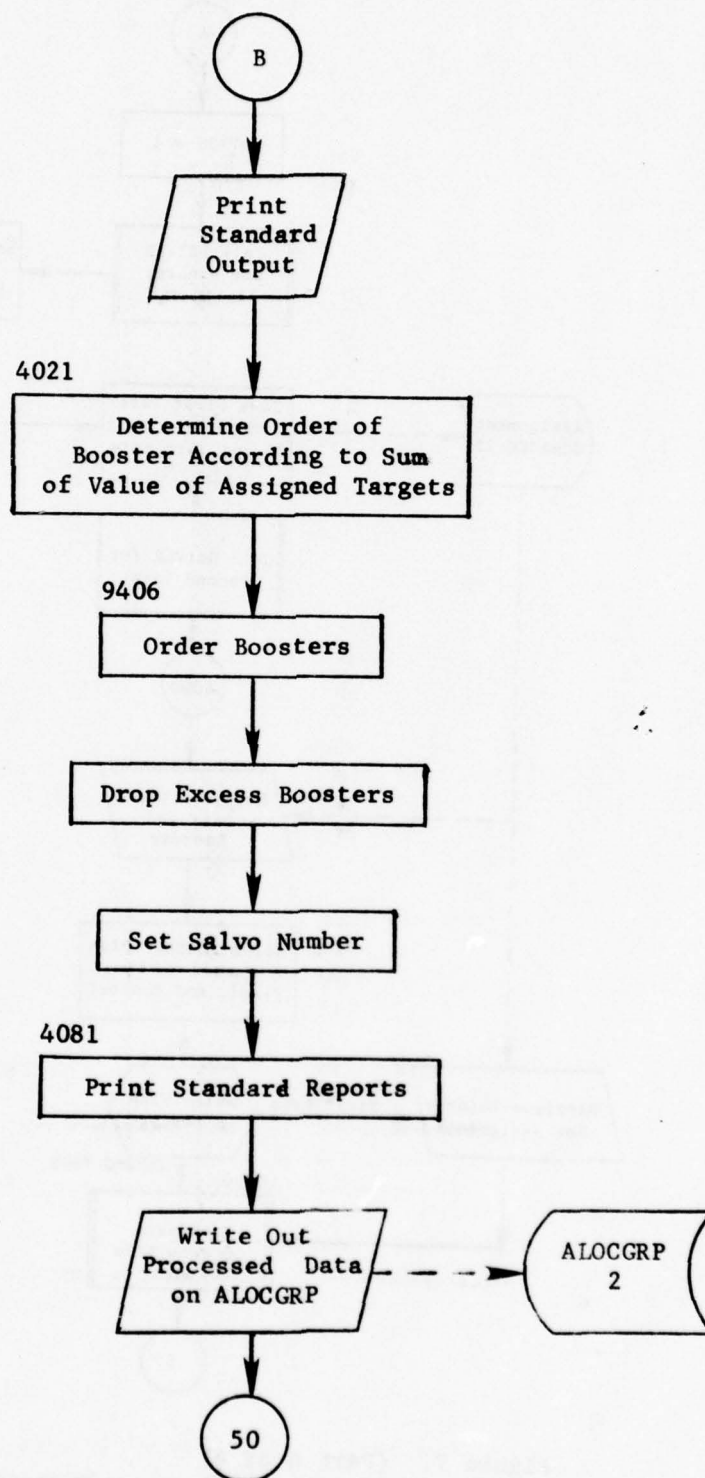 B
Print
Standard
Output
4021
Determine Order of
Booster According to Sum
of Value of Assigned Targets
9406
Order Boosters
Drop Excess Boosters
Set Salvo Number
4081
Print Standard Reports
Write Out
Processed Data
on ALOCGRP
ALOCGRP
2
50